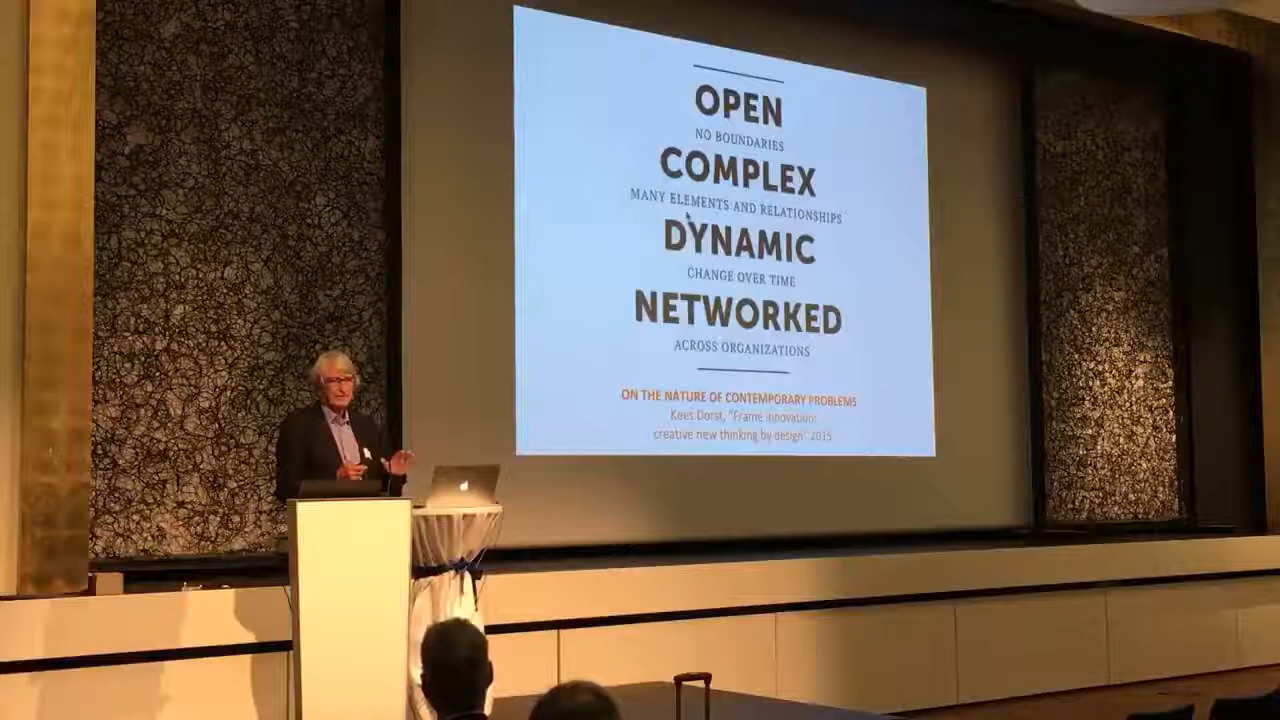 OPEN
NO BOUNDARIES
COMPLEX
MANY ELEMENTS AND RELATIONSHIPS
DYNAMIC
CHANGE OVER TIME
NETWORKED
ACROSS ORGANIZATIONS
ON THE NATURE OF CONTEMPORARY PROBLEMS
Kees Dorst, "Frame innovation:
creative new thinking by design" 2015